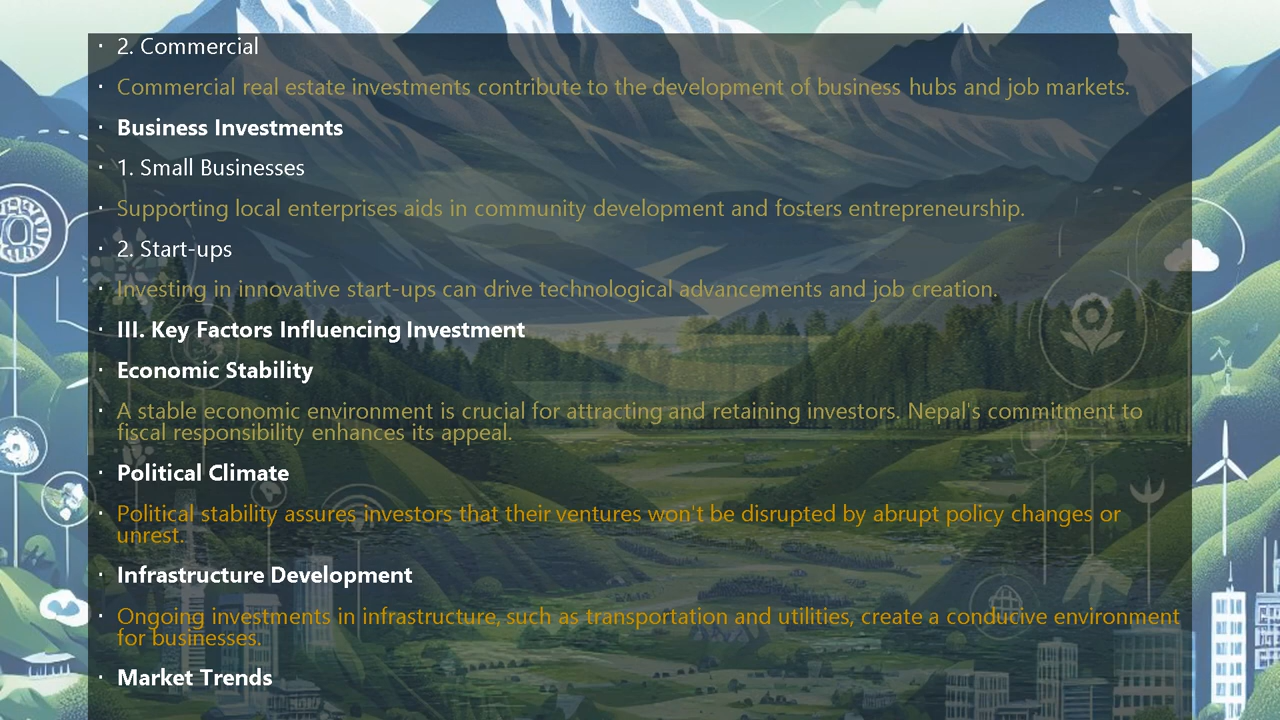 · 2. Commercial
· Commercial real estate investments contribute to the development of business hubs and job markets.
· Business Investments
· 1. Small Businesses
· Supporting local enterprises aids in community development and fosters entrepreneurship.
· 2. Start-ups
· Investing in innovative start-ups can drive technological advancements and job creation.
· III. Key Factors Influencing Investment
· Economic Stability
· A stable economic environment is crucial for attracting and retaining investors. Nepal's commitment to
fiscal responsibility enhances its appeal.
· Political Climate
· Political stability assures investors that their ventures won't be disrupted by abrupt policy changes or
unrest.
· Infrastructure Development
· Ongoing investments in infrastructure, such as transportation and utilities, create a conducive environment
for businesses.
· Market Trends